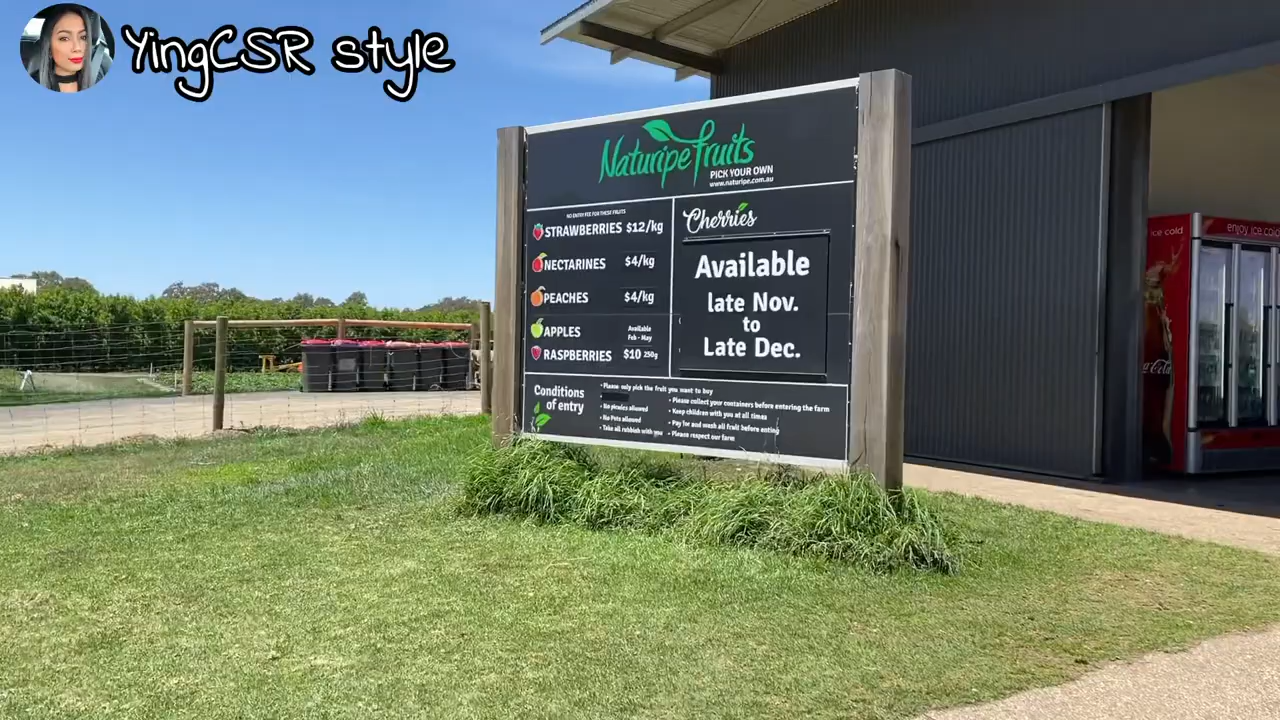 YingCSR style
Naturipe fruits
PICK YOUR OWN
www.naturipe.com.au
NO ENTRY FEE FOR THESE FRUITS
STRAWBERRIES $12/kg
NECTARINES $4/kg
PEACHES $4/kg
APPLES Available Feb - May
RASPBERRIES $10 250g
Cherries
Available
late Nov.
to
Late Dec.
Conditions
of entry
• Please only pick the fruit you want to buy
• No picnics allowed
• No Pets allowed
• Take all rubbish with you
• Please collect your containers before entering the farm
• Keep children with you at all times
• Pay for and wash all fruit before eating
• Please respect our farm
ice cold
enjoy ice cold
Coca-Cola